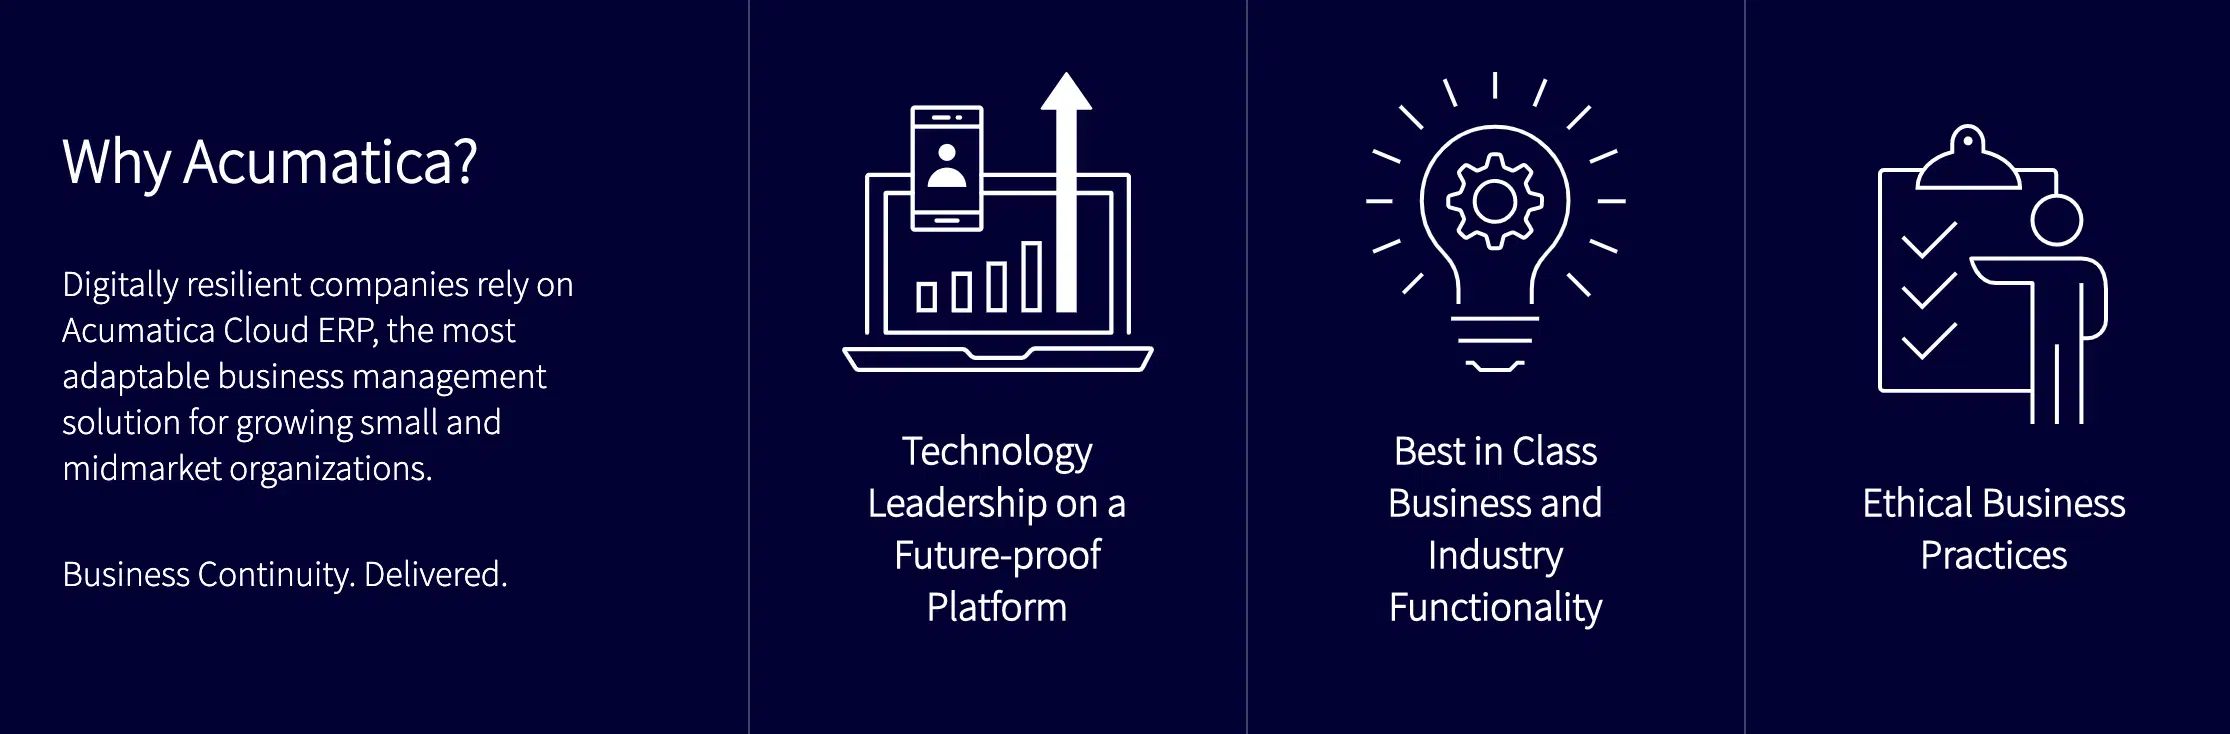 Why Acumatica?
Digitally resilient companies rely on
Acumatica Cloud ERP, the most
adaptable business management
solution for growing small and
midmarket organizations.
Business Continuity. Delivered.
Technology
Leadership on a
Future-proof
Platform
Best in Class
Business and
Industry
Functionality
Ethical Business
Practices